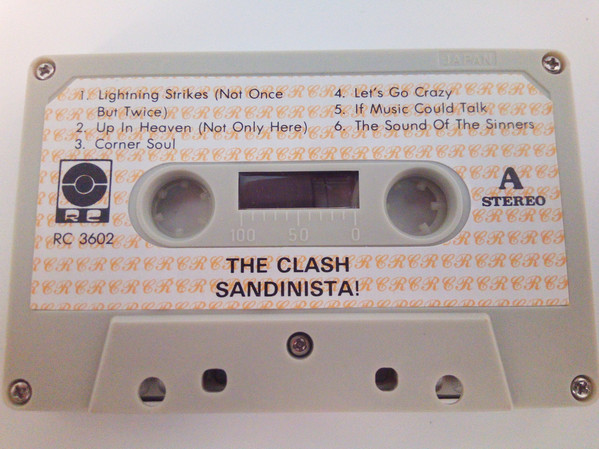 JAPAN
1. Lightning Strikes (Not Once
But Twice)
2. Up In Heaven (Not Only Here)
3. Corner Soul
4. Let's Go Crazy
5. If Music Could Talk
6. The Sound Of The Sinners
RC
RC 3602
A
STEREO
100 50 0
THE CLASH
SANDINISTA!